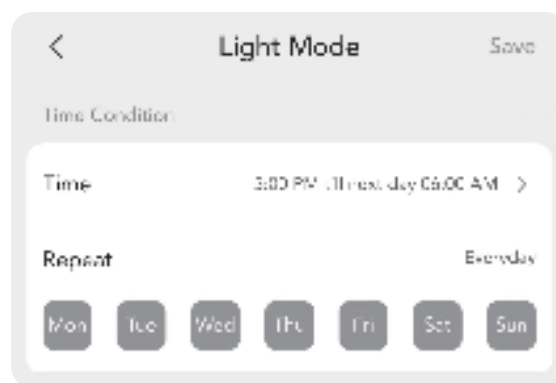 Light Mode Save
Time Condition
Time :00 PM till next day 06:00 AM
Repeat Everyday
Mon Tue Wed Thu Fri Sat Sun